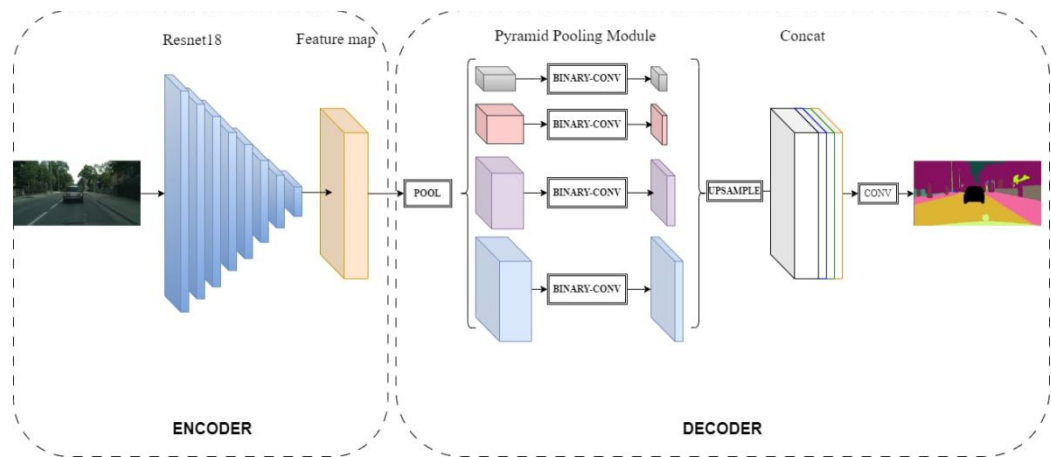 Resnet18
Feature map
Pyramid Pooling Module
Concat
BINARY-CONV
BINARY-CONV
POOL
BINARY-CONV
UPSAMPLE
CONV
BINARY-CONV
ENCODER
DECODER